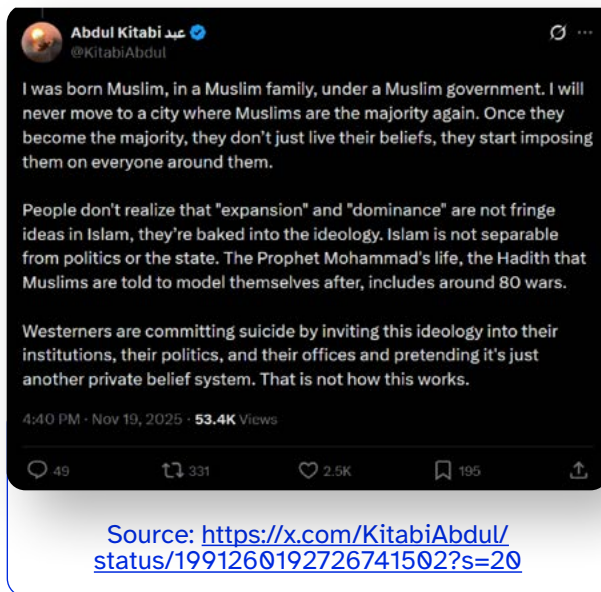 Abdul Kitabi عبد
@KitabiAbdul
I was born Muslim, in a Muslim family, under a Muslim government. I will
never move to a city where Muslims are the majority again. Once they
become the majority, they don't just live their beliefs, they start imposing
them on everyone around them.
People don't realize that "expansion" and "dominance" are not fringe
ideas in Islam, they're baked into the ideology. Islam is not separable
from politics or the state. The Prophet Mohammad's life, the Hadith that
Muslims are told to model themselves after, includes around 80 wars.
Westerners are committing suicide by inviting this ideology into their
institutions, their politics, and their offices and pretending it's just
another private belief system. That is not how this works.
4:40 PM · Nov 19, 2025 · 53.4K Views
49 331 2.5K 195
Source: https://x.com/KitabiAbdul/
status/1991260192726741502?s=20